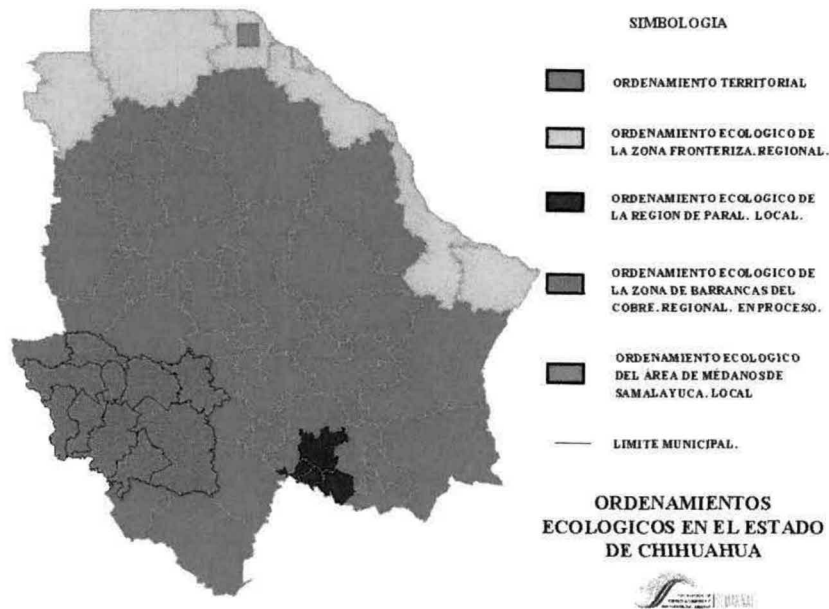 SIMBOLOGIA
ORDENAMIENTO TERRITORIAL
ORDENAMIENTO ECOLOGICO DE
LA ZONA FRONTERIZA. REGIONAL.
ORDENAMIENTO ECOLOGICO DE
LA REGION DE PARAL. LOCAL.
ORDENAMIENTO ECOLOGICO DE
LA ZONA DE BARRANCAS DEL
COBRE. REGIONAL. EN PROCESO.
ORDENAMIENTO ECOLOGICO
DEL ÁREA DE MÉDANOS DE
SAMALAYUCA. LOCAL
LIMITE MUNICIPAL.
ORDENAMIENTOS
ECOLOGICOS EN EL ESTADO
DE CHIHUAHUA